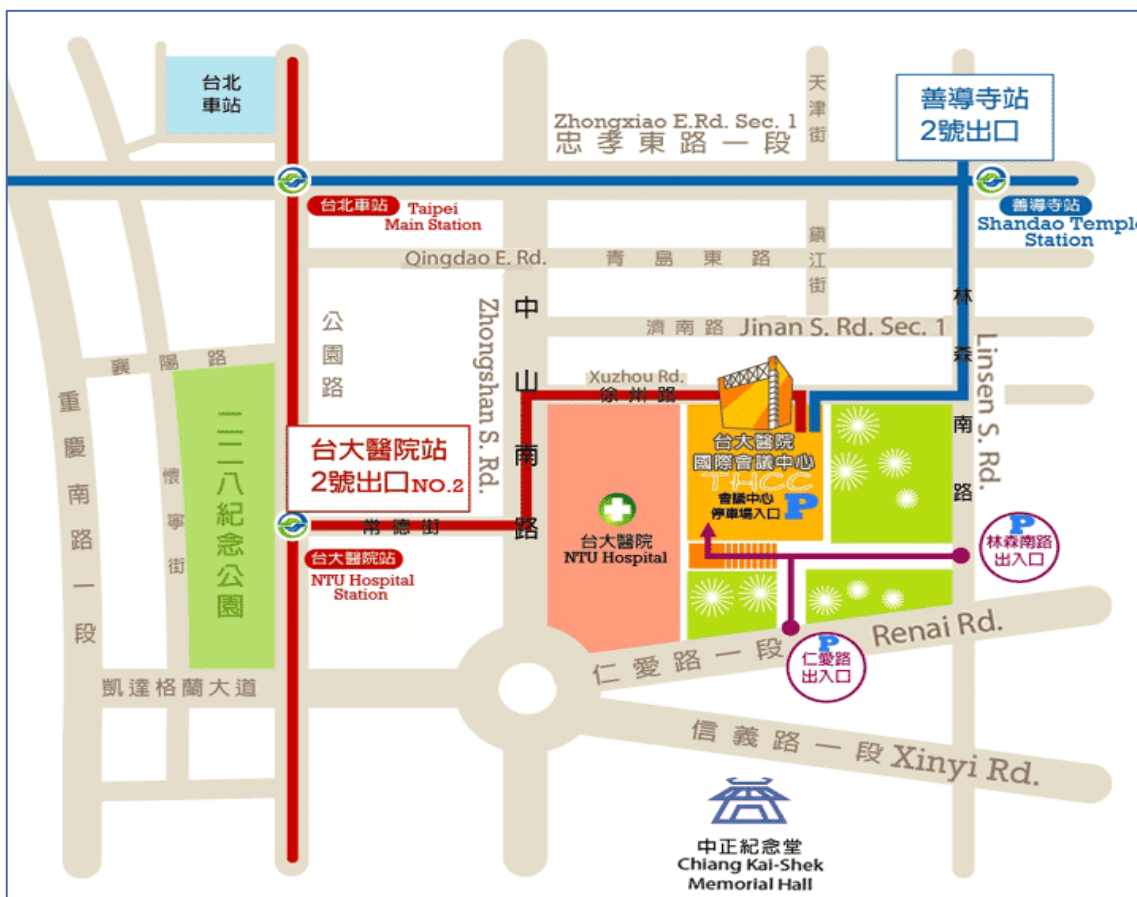 台北
車站
天津街
善導寺站
2號出口
Zhongxiao E.Rd. Sec. 1
忠孝東路一段
台北車站
Taipei
Main Station
善導寺站
Shandao Temple
Station
Qingdao E. Rd.
青島東路
鎮江街
公園路
Zhongshan S. Rd.
中山南路
濟南路 Jinan S. Rd. Sec. 1
林森南路
Linsen S. Rd.
襄陽路
Xuzhou Rd.
徐州路
重慶南路一段
二二八紀念公園
懷寧街
台大醫院站
2號出口NO.2
台大醫院
國際會議中心
THCC
會議中心
停車場入口
P
常德街
台大醫院
NTU Hospital
台大醫院站
NTU Hospital
Station
P
林森南路
出入口
Renai Rd.
仁愛路一段
P
仁愛路
出入口
凱達格蘭大道
信義路一段 Xinyi Rd.
中正紀念堂
Chiang Kai-Shek
Memorial Hall